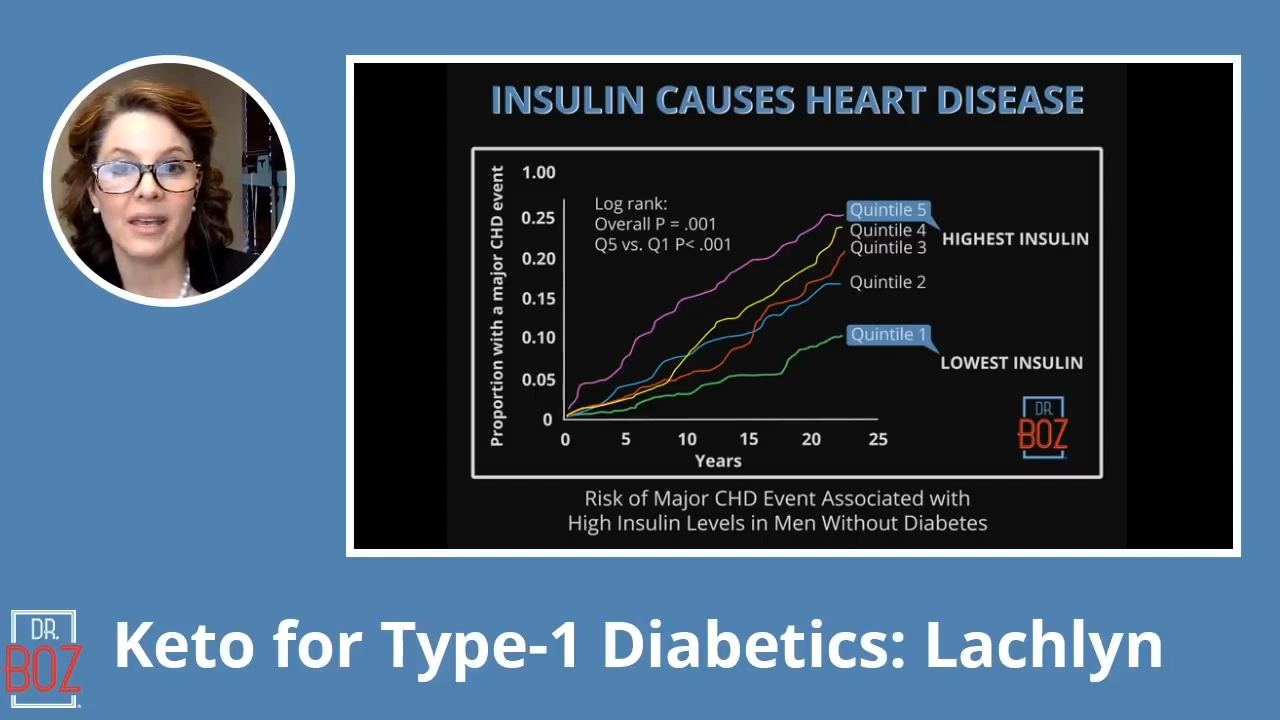 INSULIN CAUSES HEART DISEASE
Proportion with a major CHD event
1.00
0.25
0.20
0.15
0.10
0.05
0
Log rank:
Overall P = .001
Q5 vs. Q1 P< .001
Quintile 5
Quintile 4
HIGHEST INSULIN
Quintile 3
Quintile 2
Quintile 1
LOWEST INSULIN
DR.
BOZ
0 5 10 15 20 25
Years
Risk of Major CHD Event Associated with
High Insulin Levels in Men Without Diabetes
DR.
BOZ
Keto for Type-1 Diabetics: Lachlyn